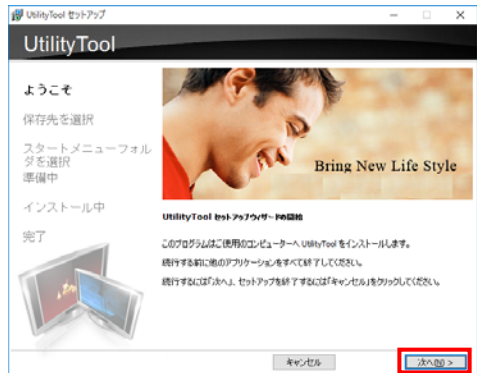 UtilityTool セットアップ
UtilityTool
ようこそ
保存先を選択
スタートメニューフォル
ダを選択
準備中
インストール中
完了
Bring New Life Style
UtilityTool セットアップウィザードの開始
このプログラムはご使用のコンピューターへ UtilityTool をインストールします。
続行する前に他のアプリケーションをすべて終了してください。
続行するには「次へ」、セットアップを終了するには「キャンセル」をクリックしてください。
キャンセル
次へ(N) >